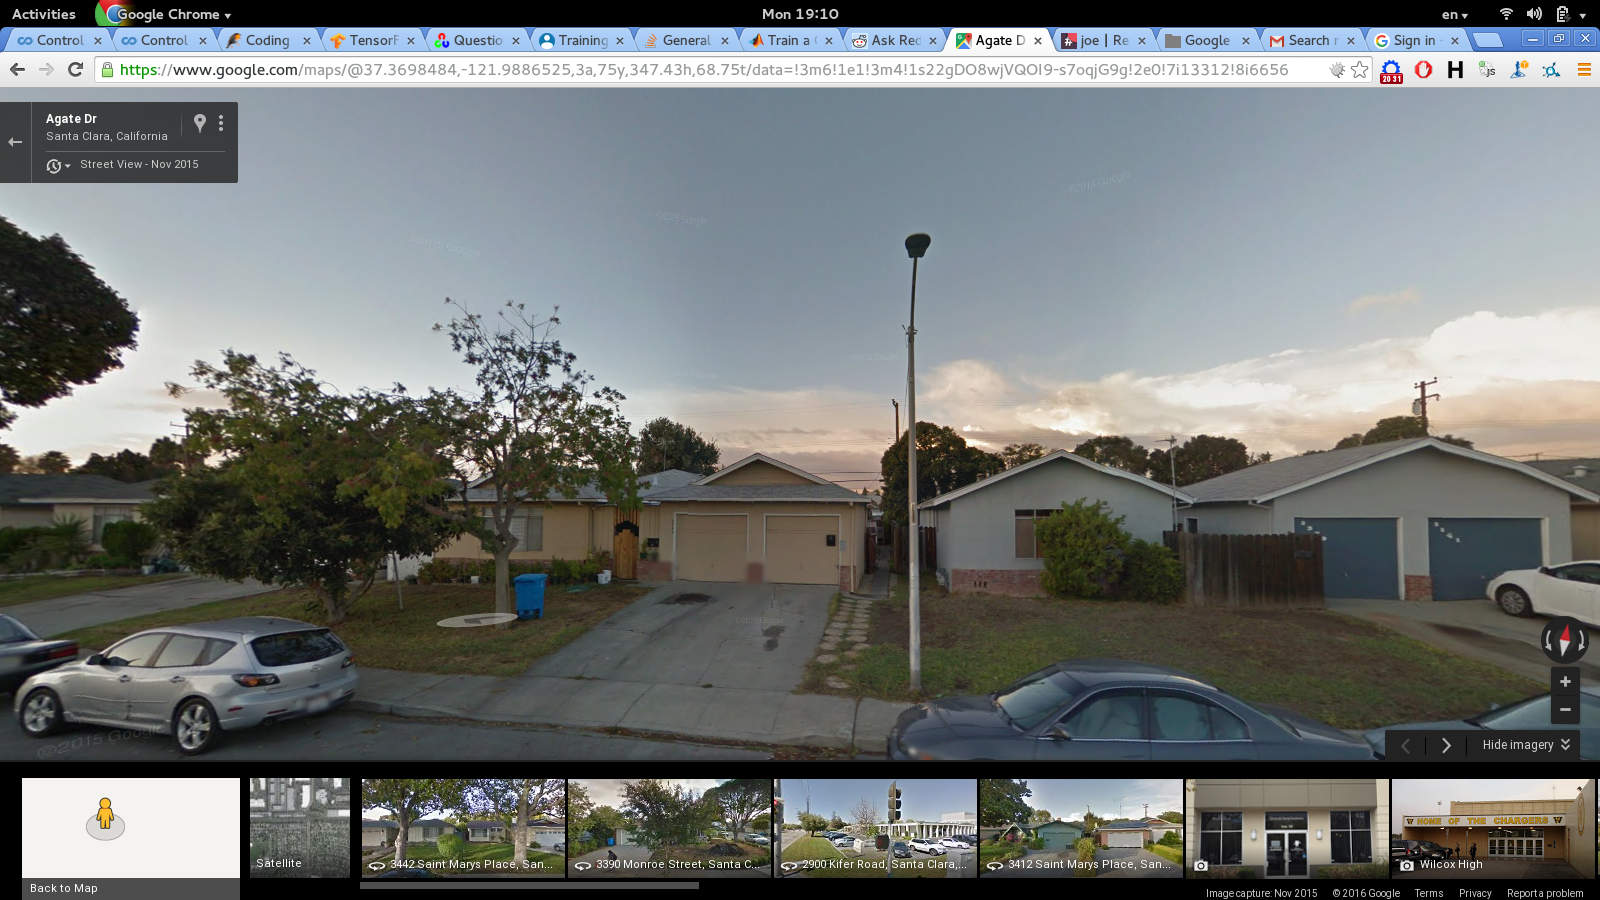 Activities
Google Chrome
Mon 19:10
en
Control
Control
Coding
TensorF
Questio
Training
General
Train a
Ask Red
Agate D
joe | Re
Google
Search r
Sign in
https://www.google.com/maps/@37.3698484,-121.9886525,3a,75y,347.43h,68.75t/data=!3m6!1e1!3m4!1s22gDO8wjVQOI9-s7oqjG9g!2e0!7i13312!8i6656
20 31
H
js
Agate Dr
Santa Clara, California
Street View - Nov 2015
©2015 Google
Hide imagery
Satellite
Back to Map
3442 Saint Marys Place, San...
3390 Monroe Street, Santa C...
2900 Kifer Road, Santa Clara,...
3412 Saint Marys Place, San...
HOME OF THE CHARGERS
Wilcox High
Image capture: Nov 2015
© 2016 Google
Terms
Privacy
Report a problem